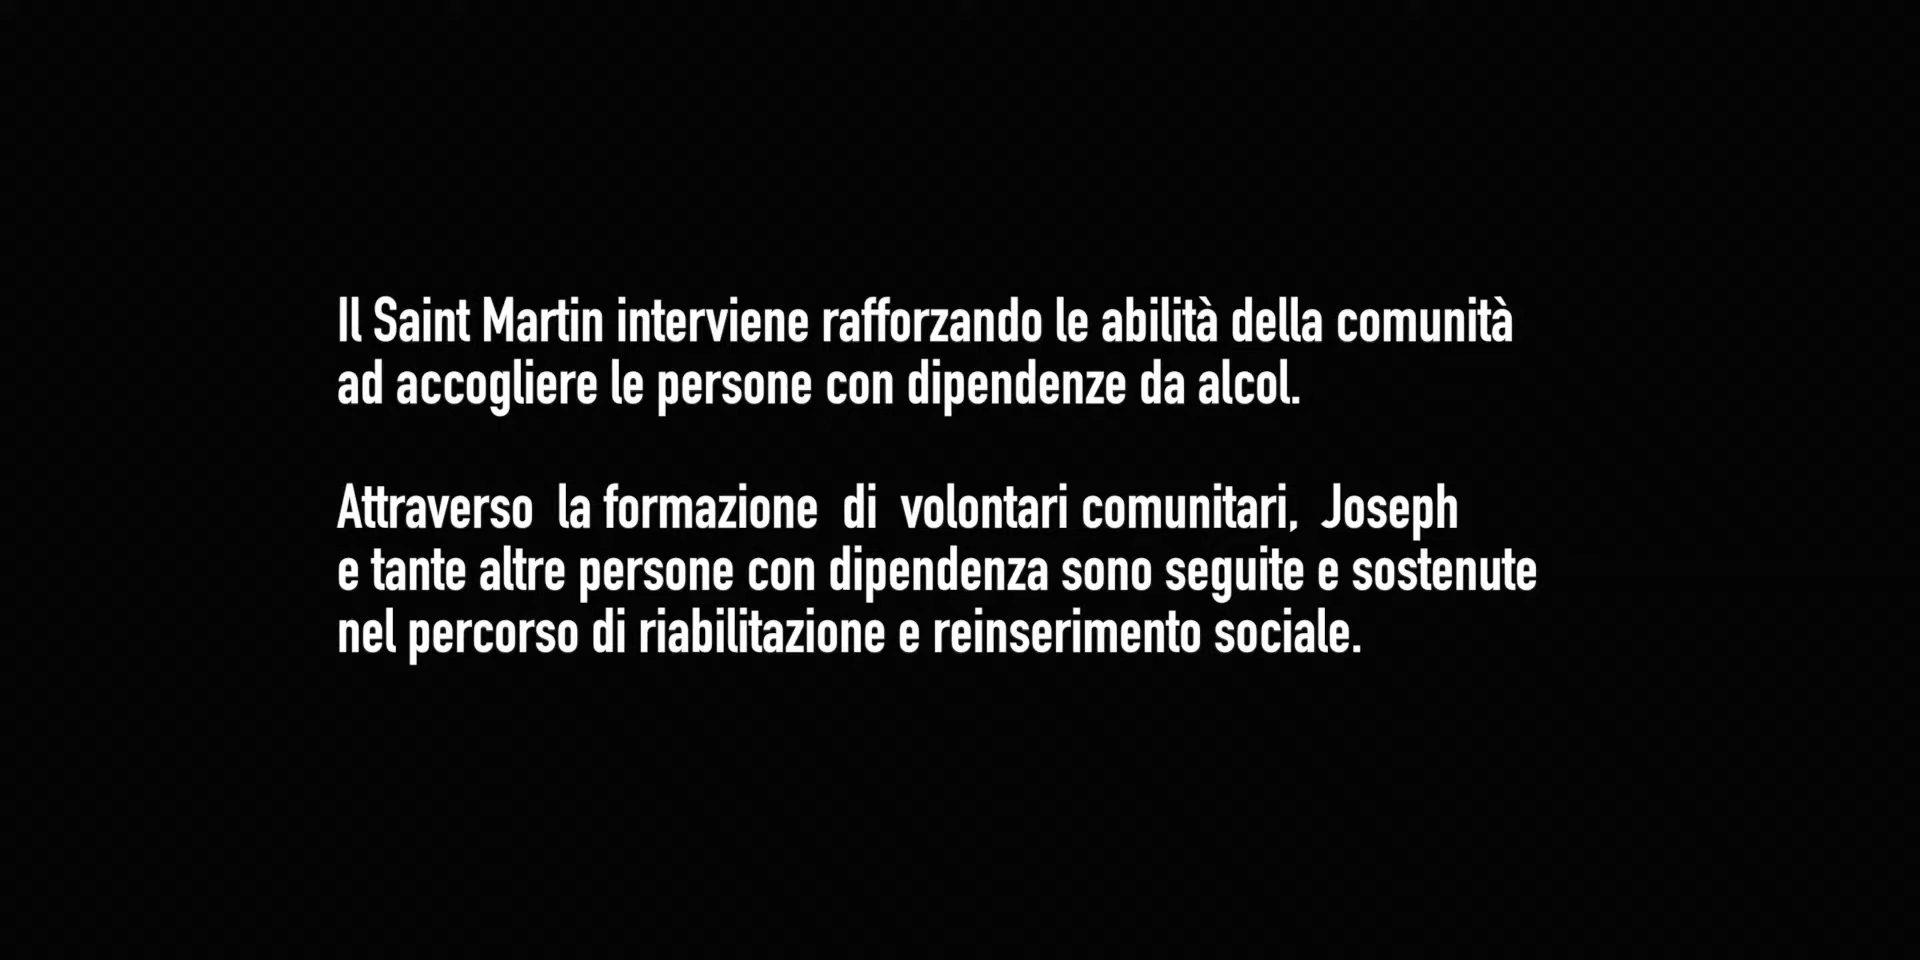 Il Saint Martin interviene rafforzando le abilità della comunità
ad accogliere le persone con dipendenze da alcol.
Attraverso la formazione di volontari comunitari, Joseph
e tante altre persone con dipendenza sono seguite e sostenute
nel percorso di riabilitazione e reinserimento sociale.